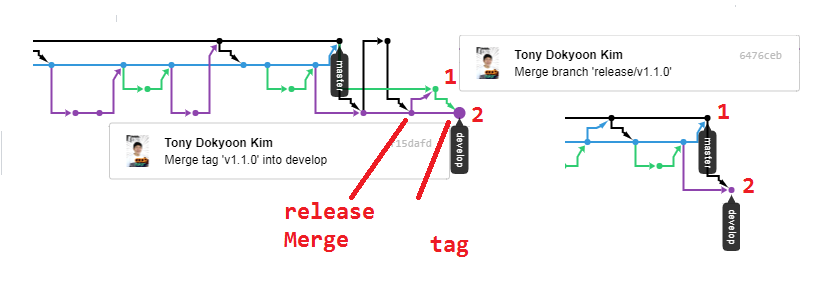 Tony Dokyoon Kim
6476ceb
Merge branch 'release/v1.1.0'
master
1
2
develop
Tony Dokyoon Kim
Merge tag 'v1.1.0' into develop
715dafd
release
Merge
tag
1
master
2
develop